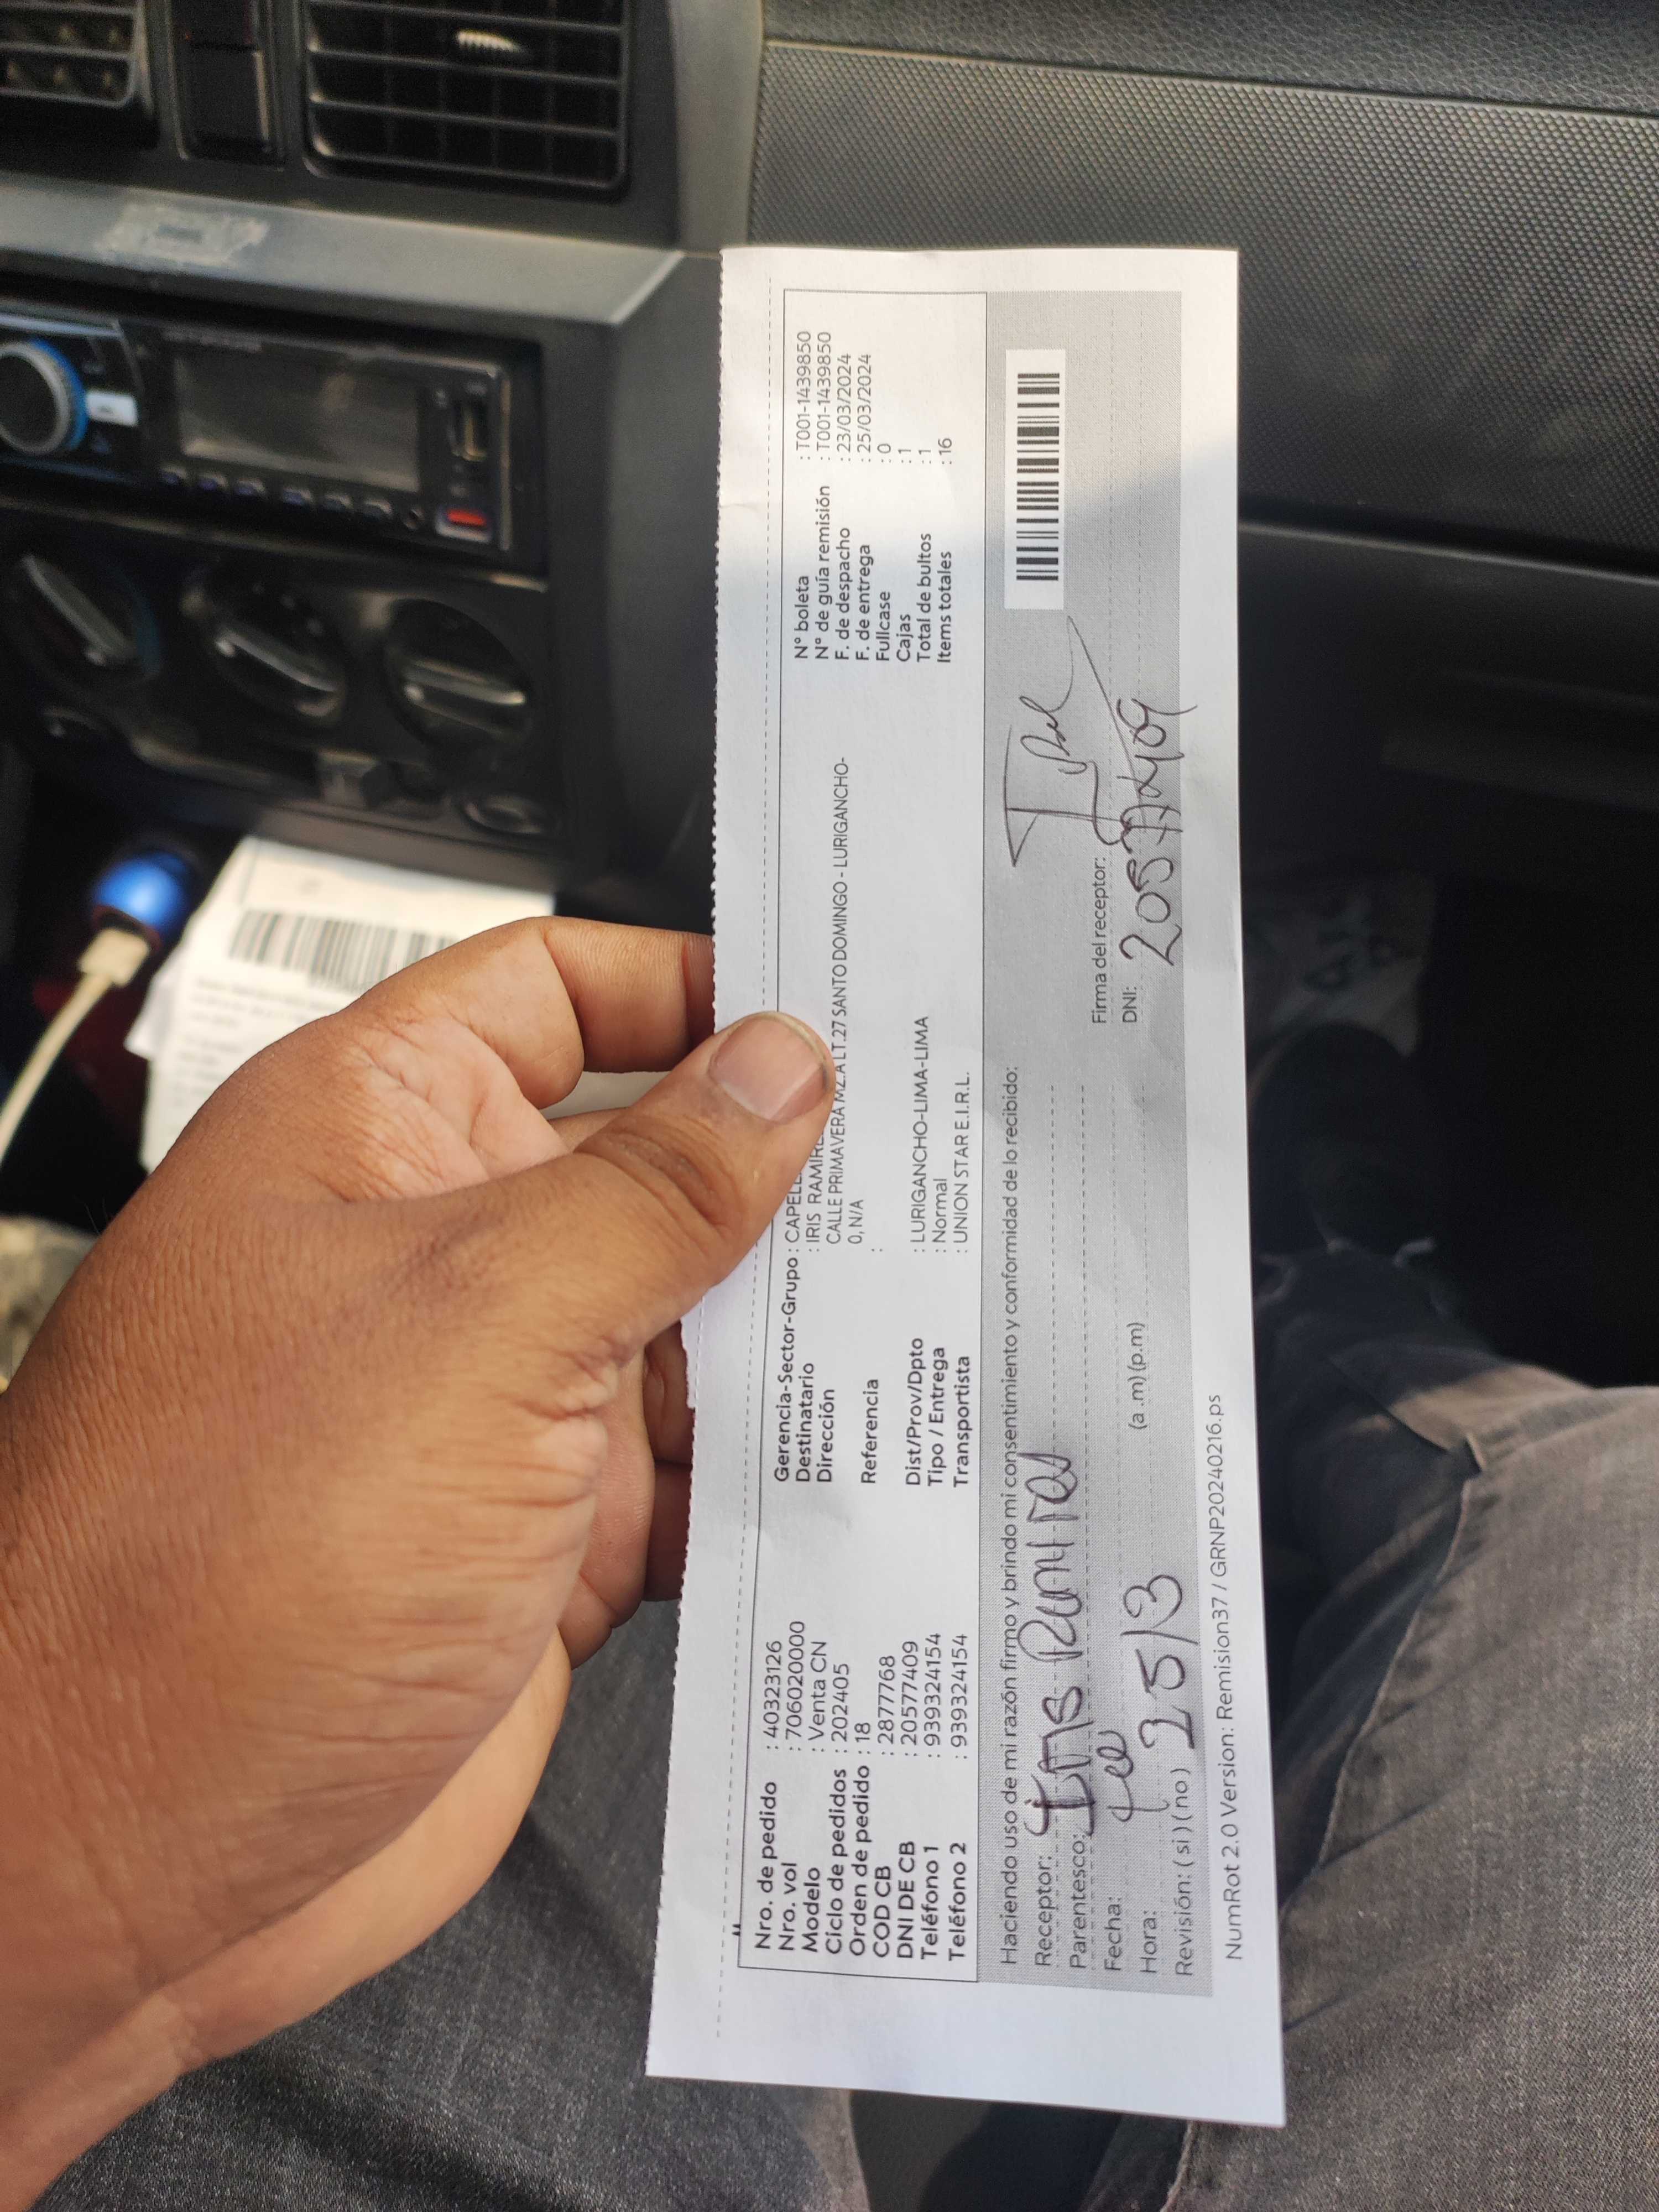 Nro. de pedido : 40323126
Nro. vol : 706020000
Modelo : Venta CN
Ciclo de pedidos : 202405
Orden de pedido : 18
COD CB : 2877768
DNI DE CB : 20577409
Teléfono 1 : 939324154
Teléfono 2 : 939324154
Gerencia-Sector-Grupo :
Destinatario : IRIS
Dirección : CALLE PRIMAVERA MZ.A LT.27 SANTO DOMINGO - LURIGANCHO-
0, N/A
Referencia :
Dist/Prov/Dpto : LURIGANCHO-LIMA-LIMA
Tipo / Entrega : Normal
Transportista : UNION STAR E.I.R.L.
N° boleta : T001-1439850
N° de guía remisión : T001-1439850
F. de despacho : 23/03/2024
F. de entrega : 25/03/2024
Fullcase : 0
Cajas : 1
Total de bultos : 1
Items totales : 16
Haciendo uso de mi razón firmo y brindo mi consentimiento y conformidad de lo recibido:
Receptor:
Parentesco:
Fecha:
Hora: 25/3 (a .m) (p.m)
Revisión: ( si ) ( no )
Firma del receptor:
DNI: 20577409
NumRot 2.0 Version: Remision37 / GRNP20240216.ps